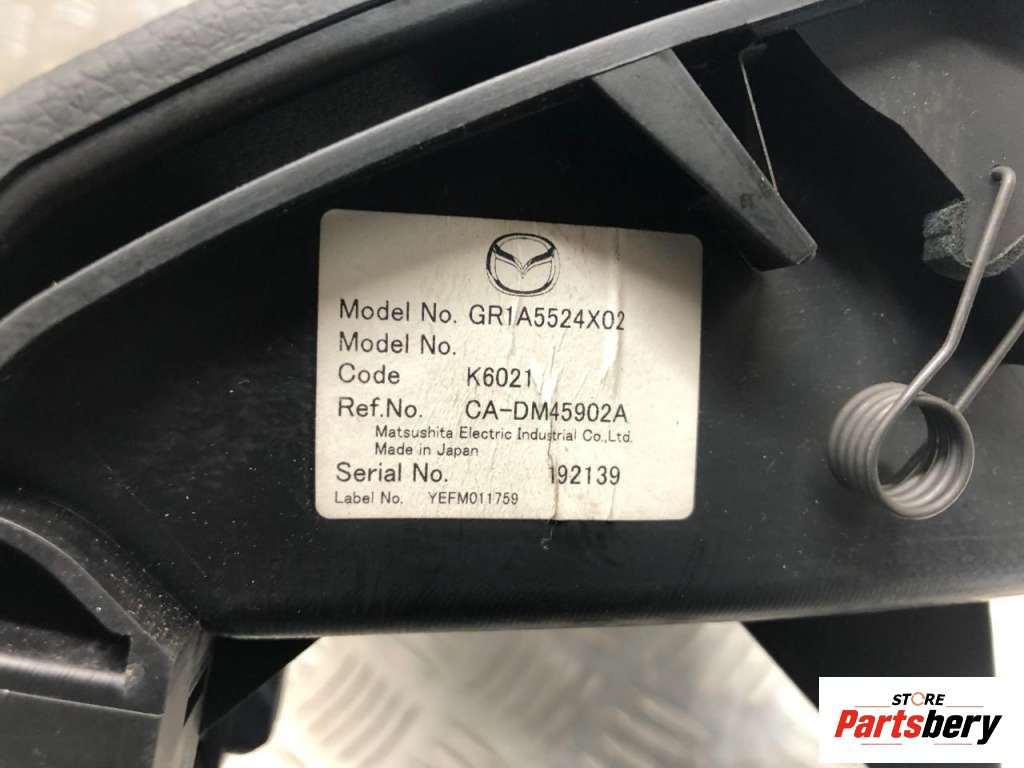 Model No. GR1A5524X02
Model No.
Code K6021
Ref.No. CA-DM45902A
Matsushita Electric Industrial Co.,Ltd.
Made in Japan
Serial No. 192139
Label No. YEFM011759
STORE
Partsbery